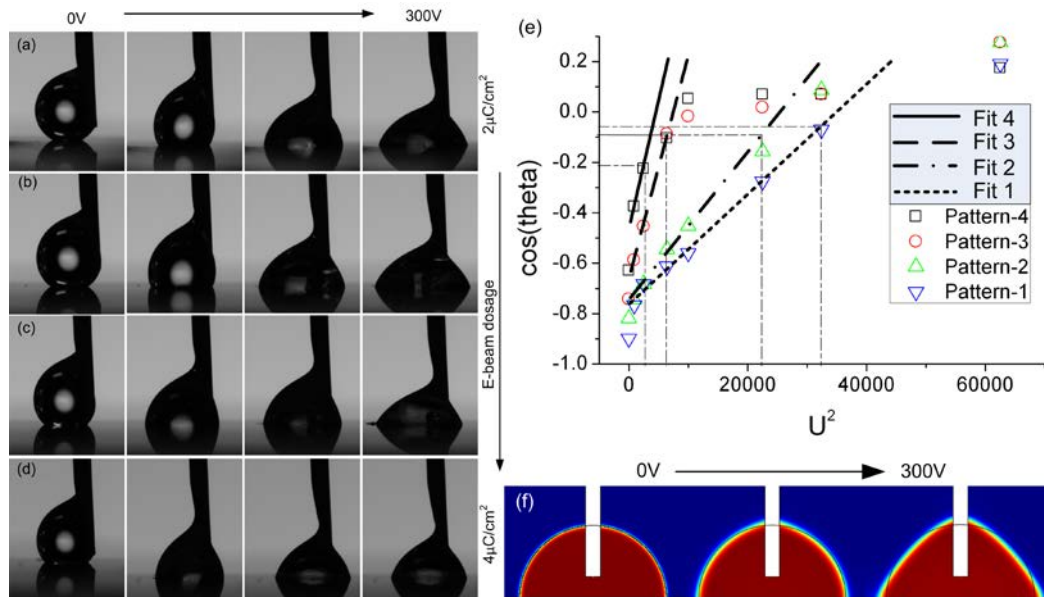 0V
300V
(a)
(b)
(c)
(d)
2μC/cm²
E-beam dosage
4μC/cm²
(e)
cos(theta)
0.2
0.0
-0.2
-0.4
-0.6
-0.8
-1.0
0 20000 40000 60000
U²
Fit 4
Fit 3
Fit 2
Fit 1
Pattern-4
Pattern-3
Pattern-2
Pattern-1
(f)
0V
300V